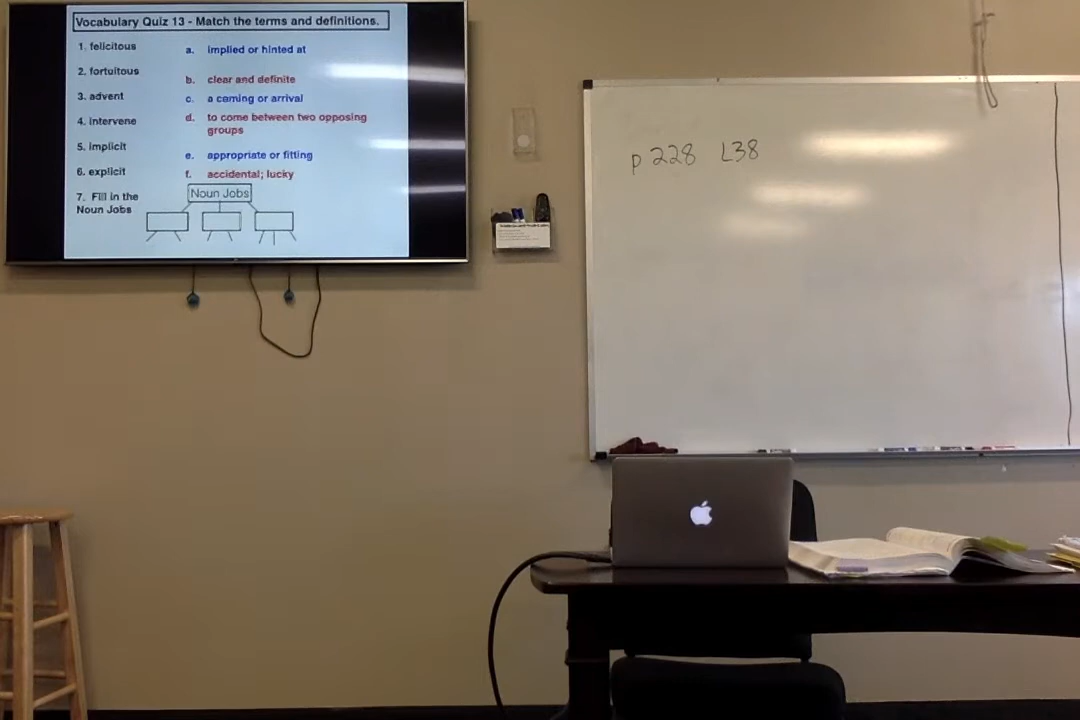 Vocabulary Quiz 13 - Match the terms and definitions.
1. felicitous
2. fortuitous
3. advent
4. intervene
5. implicit
6. explicit
7. Fill in the
Noun Jobs
a. implied or hinted at
b. clear and definite
c. a coming or arrival
d. to come between two opposing
groups
e. appropriate or fitting
f. accidental; lucky
Noun Jobs
p 228 L38